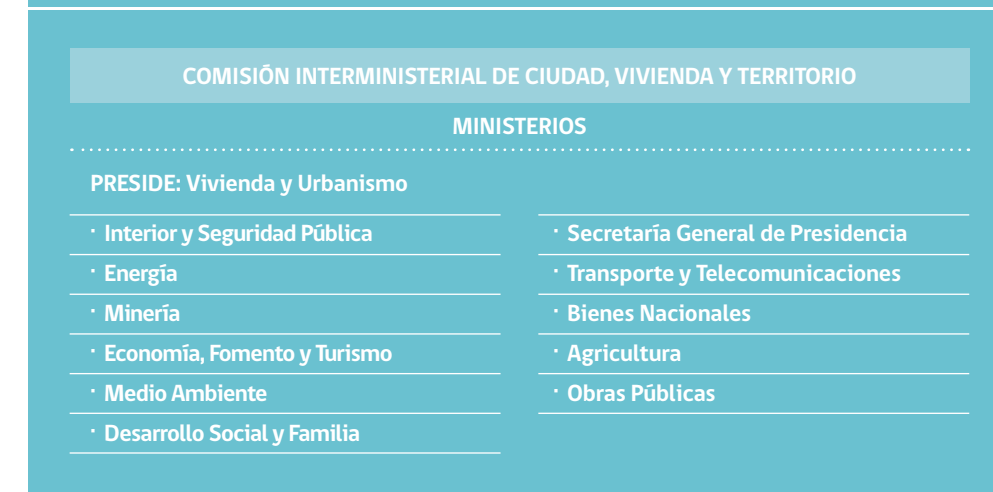 COMISIÓN INTERMINISTERIAL DE CIUDAD, VIVIENDA Y TERRITORIO
MINISTERIOS
PRESIDE: Vivienda y Urbanismo
· Interior y Seguridad Pública
· Energía
· Minería
· Economía, Fomento y Turismo
· Medio Ambiente
· Desarrollo Social y Familia
· Secretaría General de Presidencia
· Transporte y Telecomunicaciones
· Bienes Nacionales
· Agricultura
· Obras Públicas